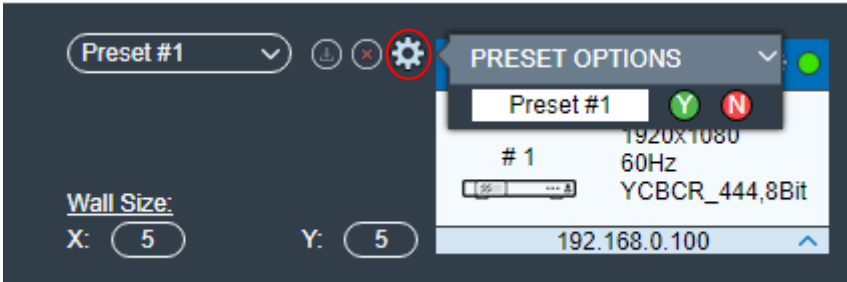 Preset #1
PRESET OPTIONS
Preset #1 Y N
# 1
1920x1080
60Hz
YCBCR_444,8Bit
Wall Size:
X: 5 Y: 5
192.168.0.100